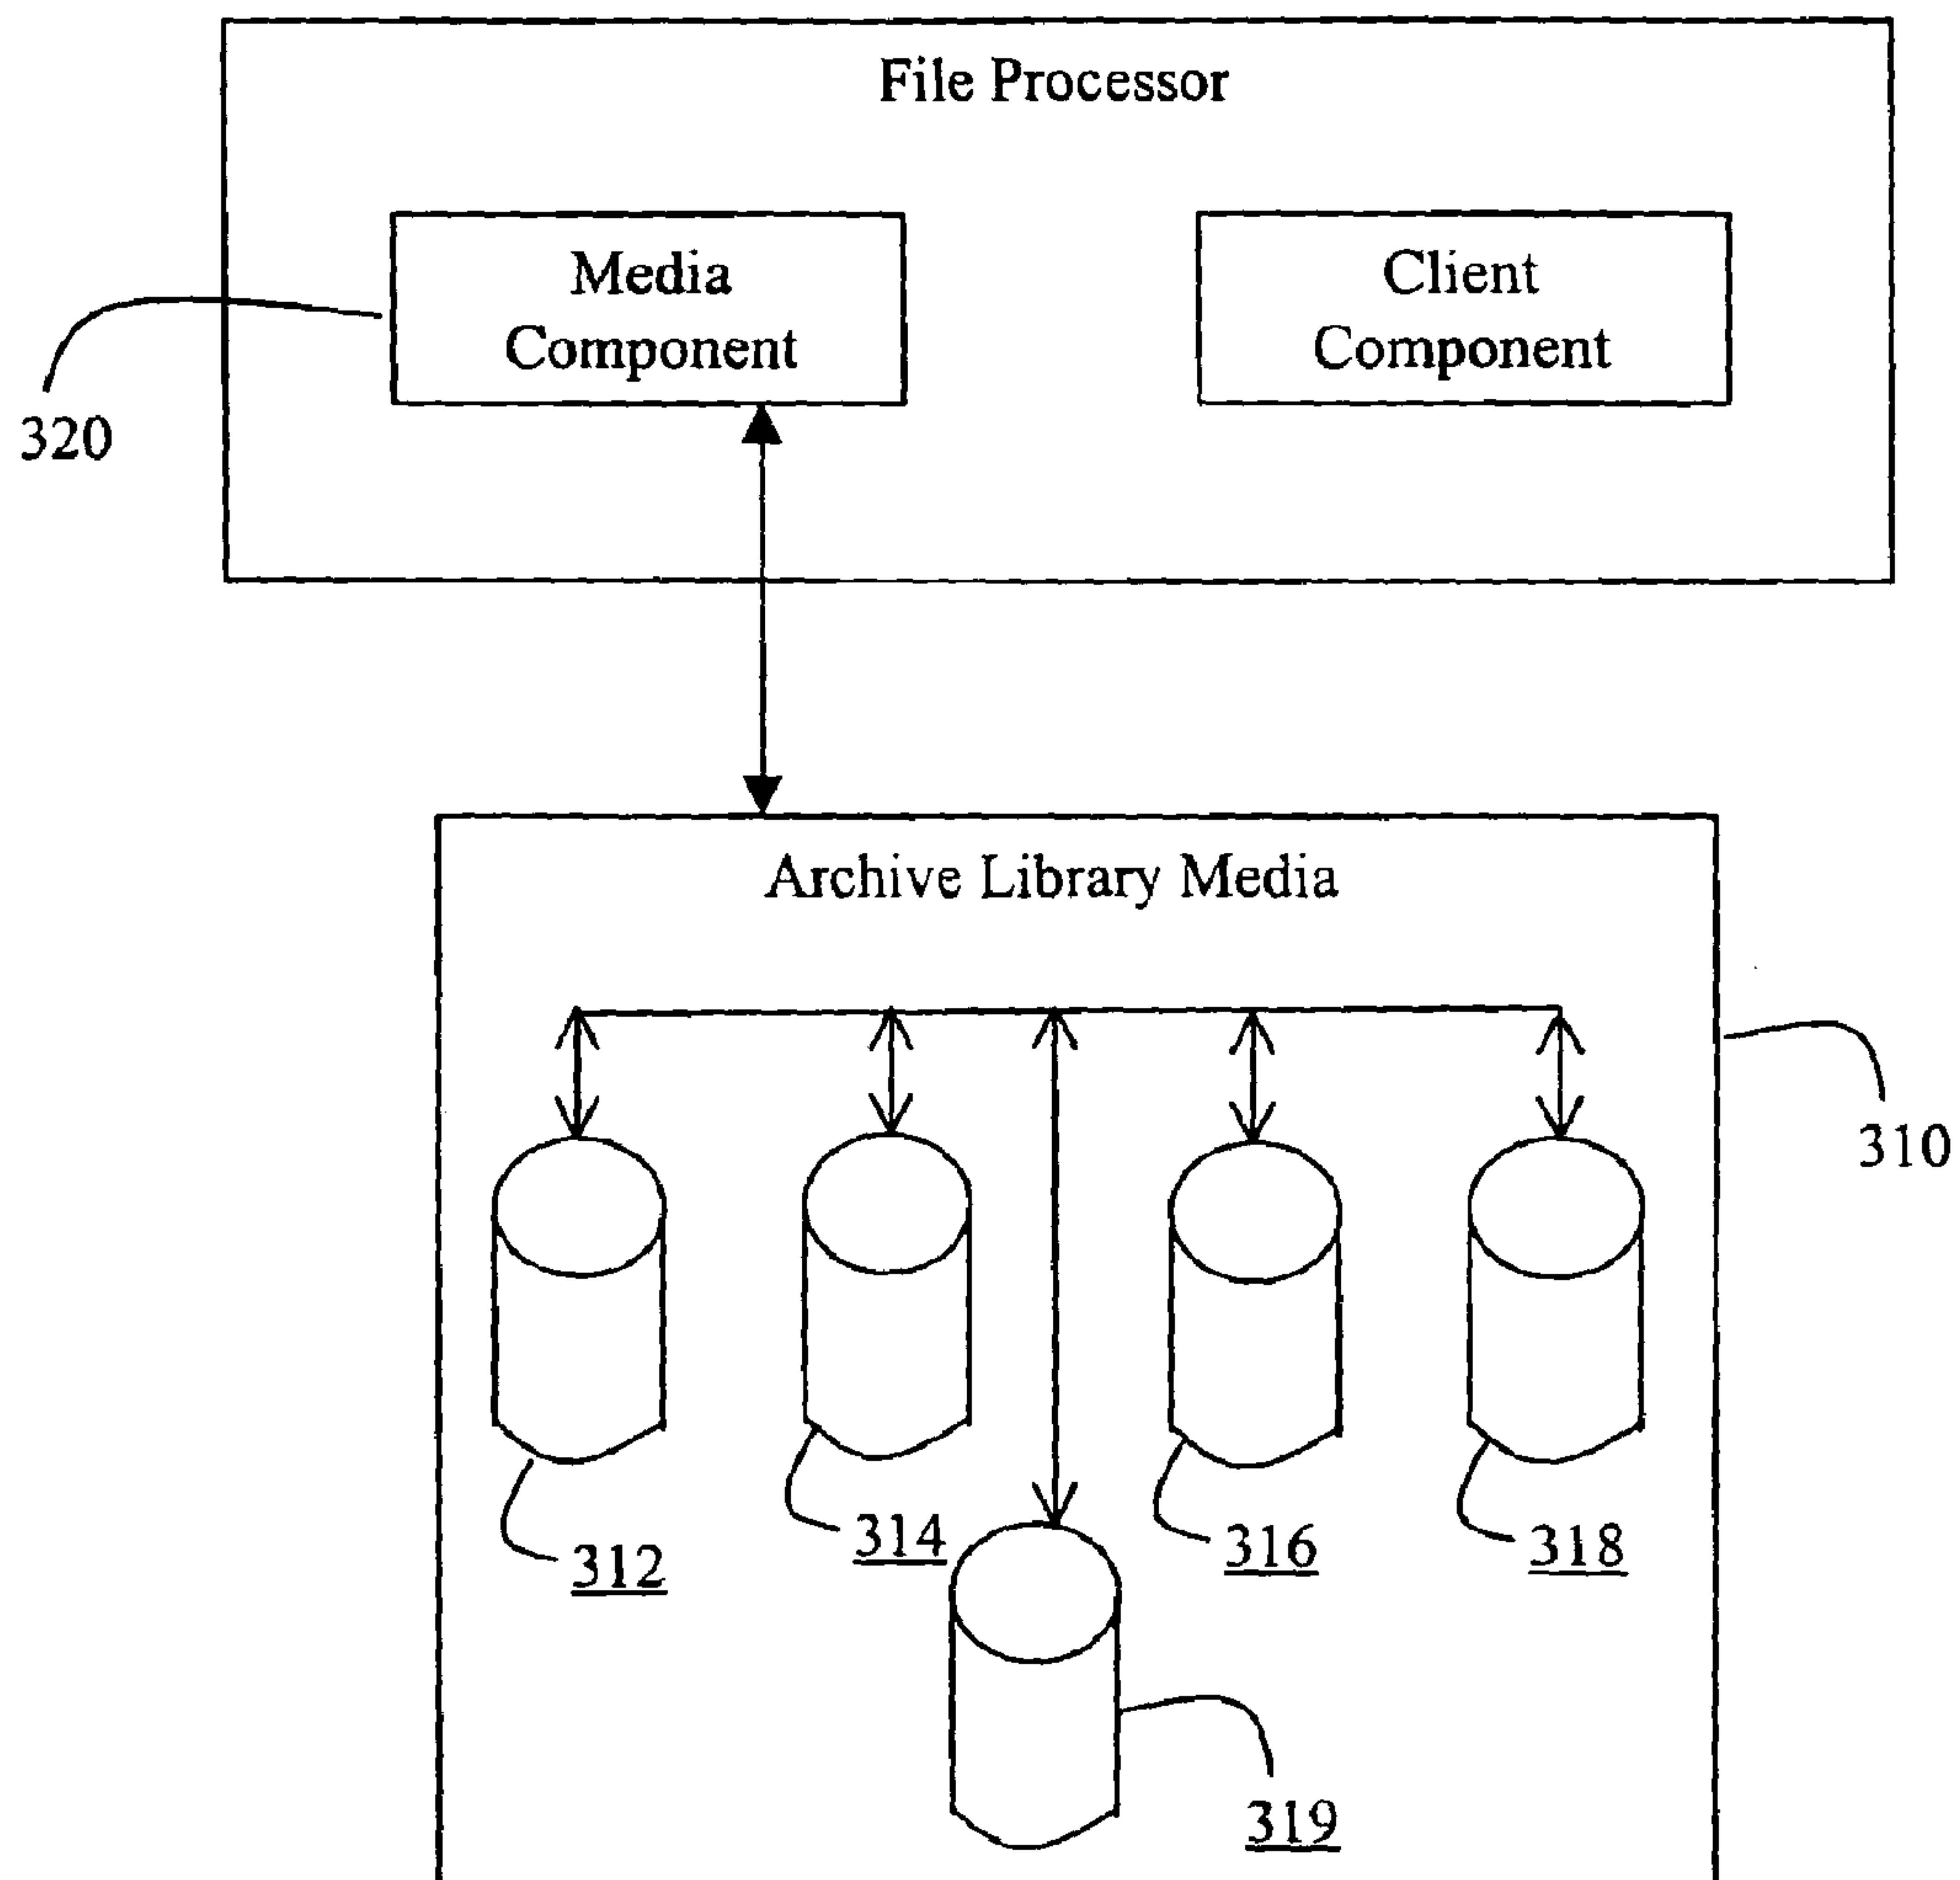 File Processor
Media
Component
Client
Component
320
Archive Library Media
310
312
314
316
318
319